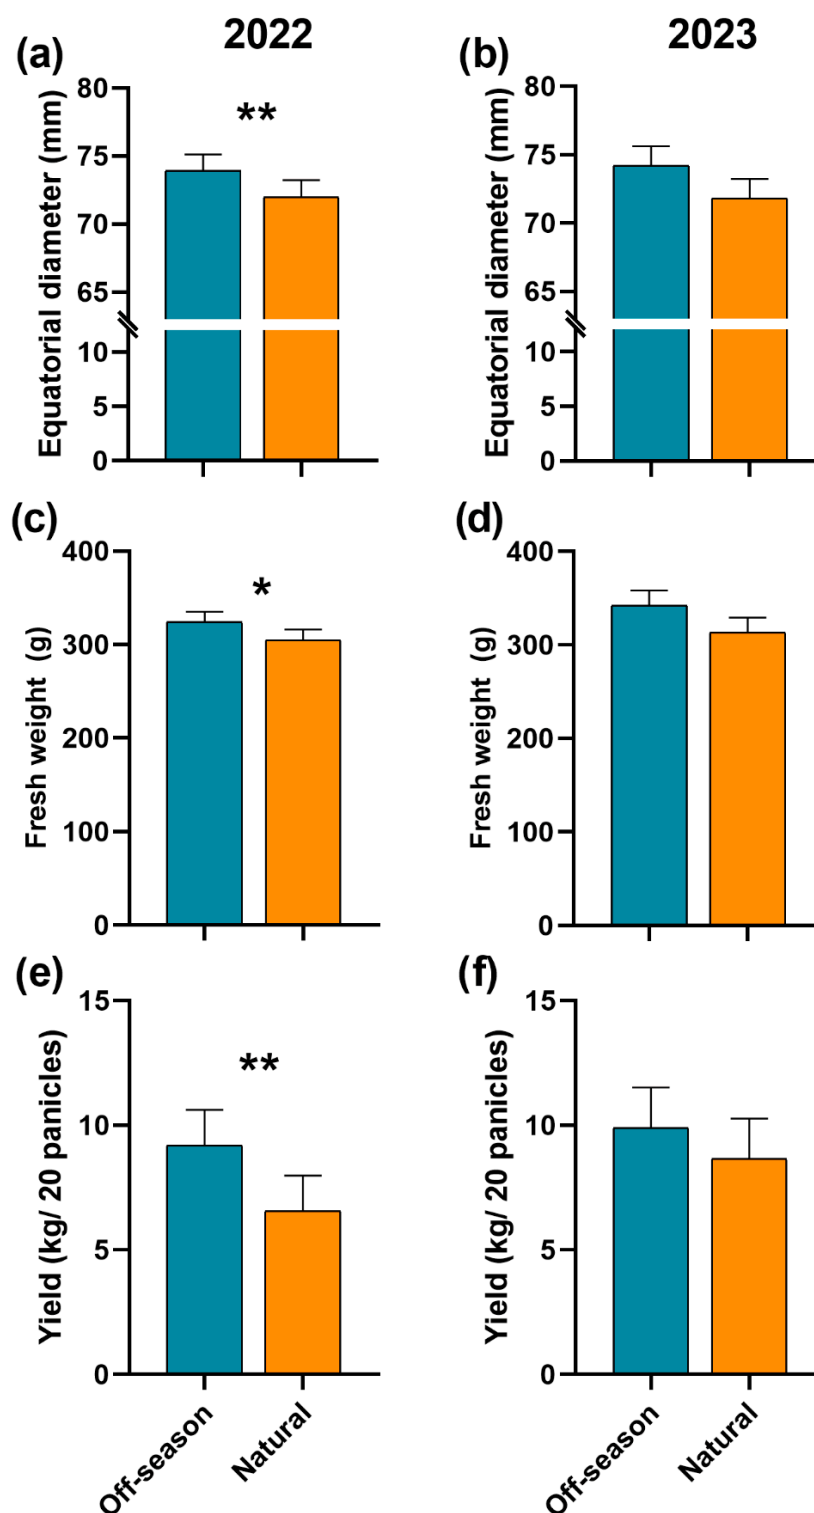 2022
2023
(a)
Equatorial diameter (mm)
80
75
70
65
10
5
0
**
(b)
Equatorial diameter (mm)
80
75
70
65
10
5
0
(c)
Fresh weight (g)
400
300
200
100
0
*
(d)
Fresh weight (g)
400
300
200
100
0
(e)
Yield (kg/ 20 panicles)
15
10
5
0
**
Off-season
Natural
(f)
Yield (kg/ 20 panicles)
15
10
5
0
Off-season
Natural